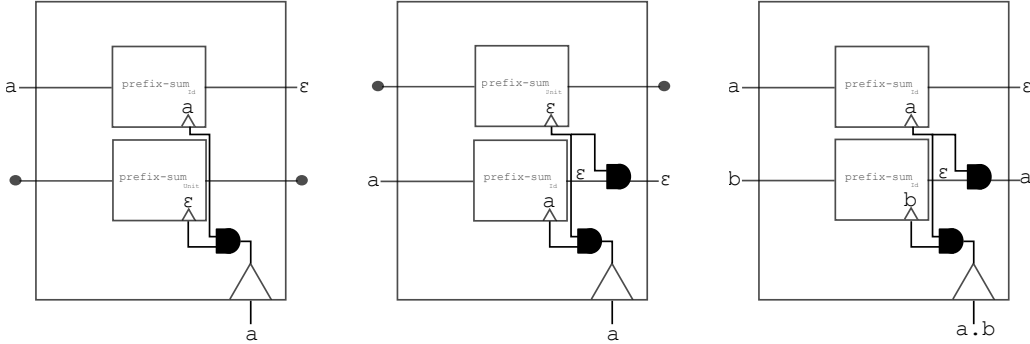 a prefix-sum Id a ε
prefix-sum Unit ε
a
prefix-sum Unit ε
a prefix-sum Id a ε ε
a
a prefix-sum Id a ε
b prefix-sum Id b ε a
a.b